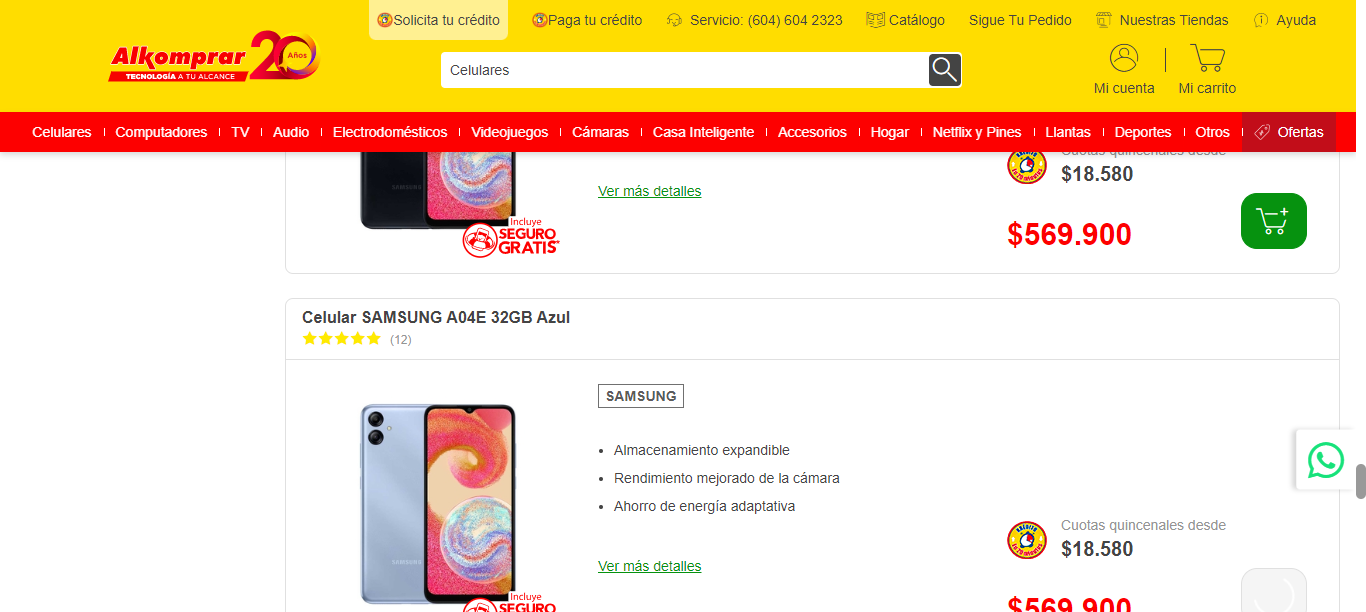 Solicita tu crédito
Paga tu crédito
Servicio: (604) 604 2323
Catálogo
Sigue Tu Pedido
Nuestras Tiendas
Ayuda
Alkomprar 20 Años
TECNOLOGÍA A TU ALCANCE
Celulares
Mi cuenta
Mi carrito
Celulares
Computadores
TV
Audio
Electrodomésticos
Videojuegos
Cámaras
Casa Inteligente
Accesorios
Hogar
Netflix y Pines
Llantas
Deportes
Otros
Ofertas
Cuotas quincenales desde
$18.580
Ver más detalles
SAMSUNG
Incluye
SEGURO
GRATIS*
$569.900
Celular SAMSUNG A04E 32GB Azul
(12)
SAMSUNG
Almacenamiento expandible
Rendimiento mejorado de la cámara
Ahorro de energía adaptativa
Cuotas quincenales desde
$18.580
Ver más detalles
SAMSUNG
Incluye
SEGURO
$569.900